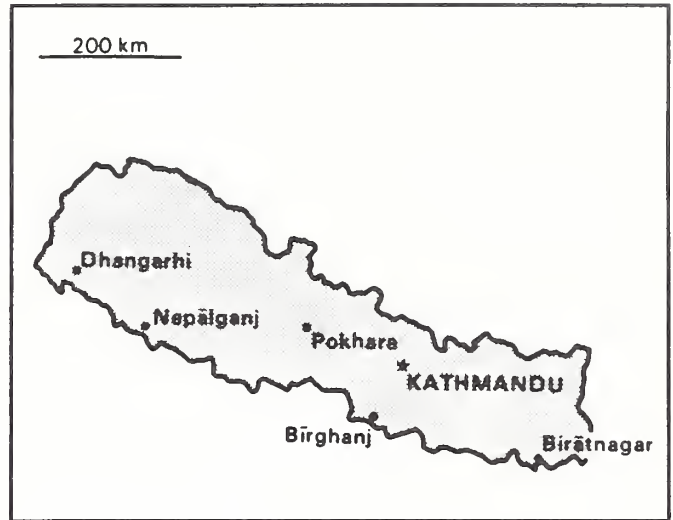 200 km
Dhangarhi
Nepālganj
Pokhara
KATHMANDU
Bīrghanj
Birātnagar